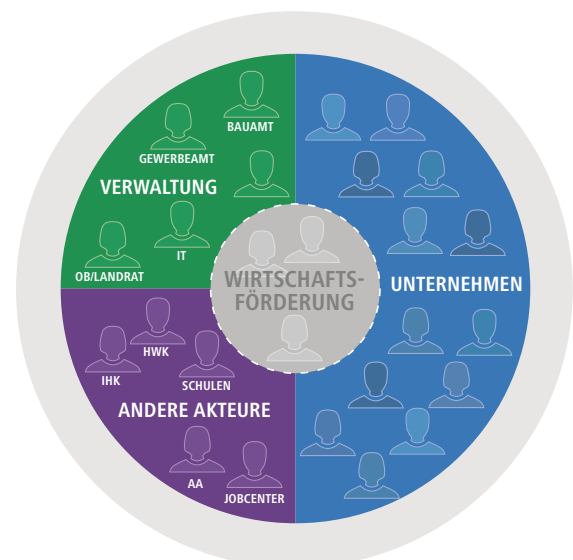 BAUAMT
GEWERBEAMT
VERWALTUNG
IT
OB/LANDRAT
WIRTSCHAFTS-
FÖRDERUNG
UNTERNEHMEN
HWK
IHK
SCHULEN
ANDERE AKTEURE
AA
JOBCENTER